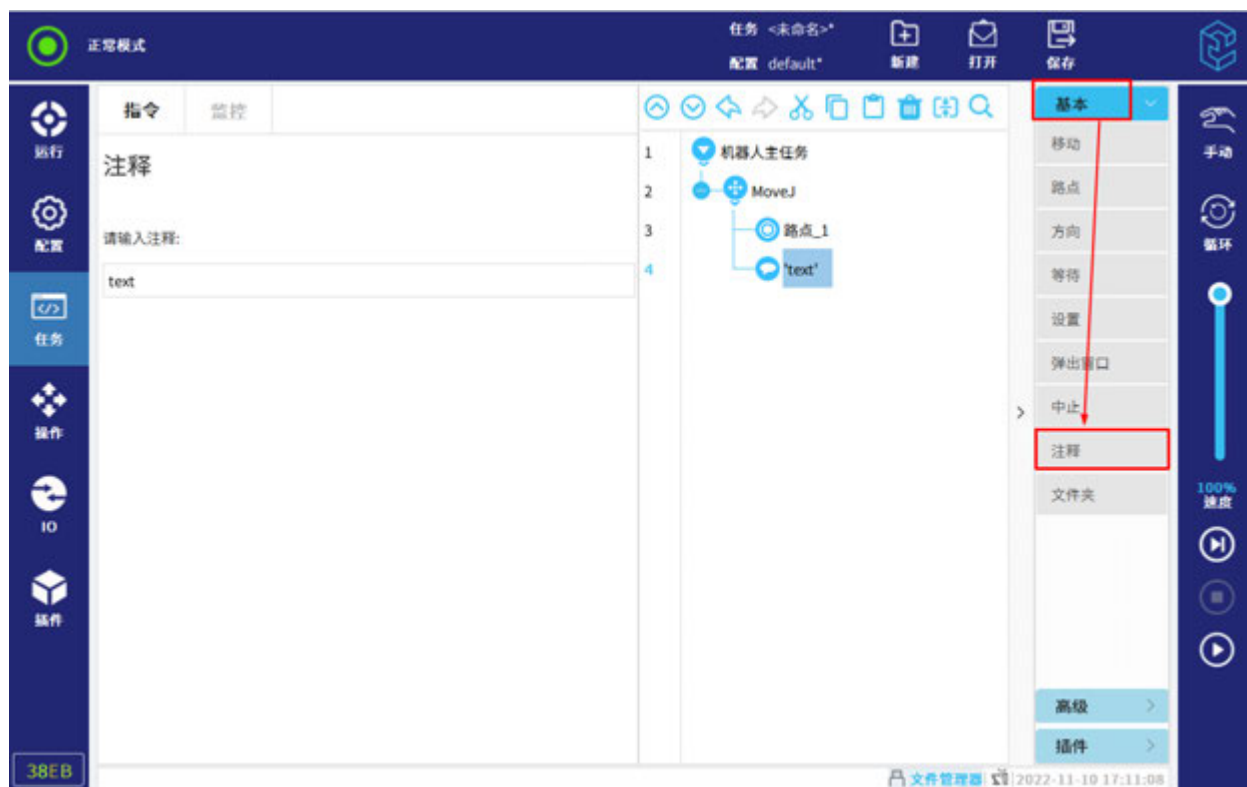 正常模式
任务 <未命名>*
配置 default*
新建
打开
保存
运行
配置
任务
操作
IO
插件
38EB
指令 监控
注释
请输入注释:
text
1 机器人主任务
2 MoveJ
3 路点_1
4 'text'
基本
移动
路点
方向
等待
设置
弹出窗口
中止
注释
文件夹
高级
插件
手动
循环
100%
速度
文件管理器 2022-11-10 17:11:08